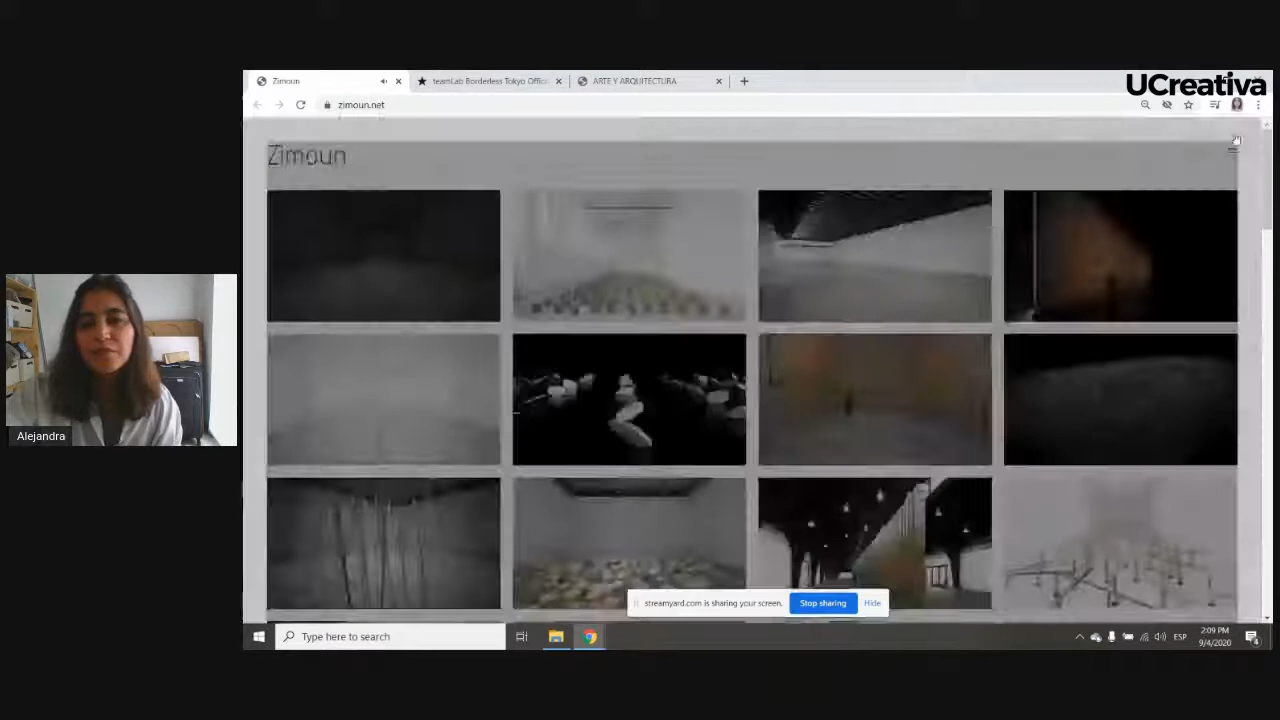 UCreativa
Zimoun
teamLab Borderless Tokyo Offici
ARTE Y ARQUITECTURA
zimoun.net
Zimoun
Alejandra
streamyard.com is sharing your screen.
Stop sharing
Hide
Type here to search
ESP
2:09 PM
9/4/2020